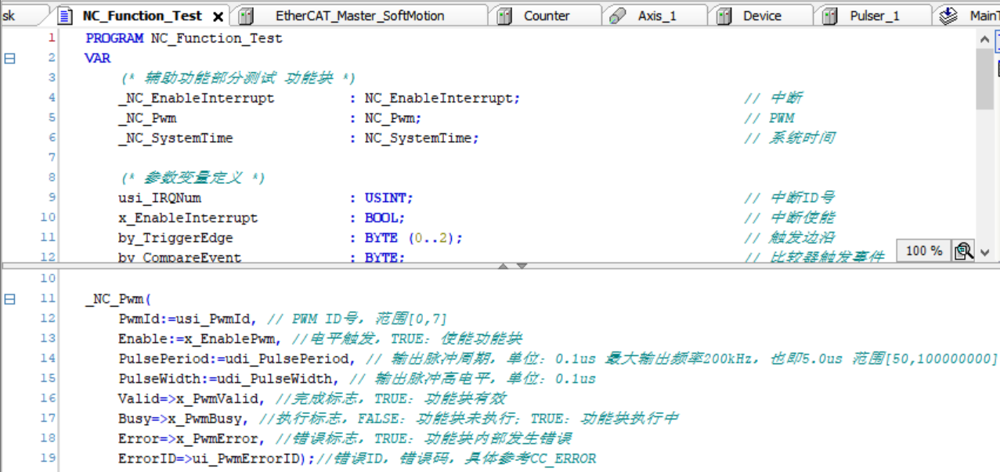 sk NC_Function_Test EtherCAT_Master_SoftMotion Counter Axis_1 Device Pulser_1 MainT
1 PROGRAM NC_Function_Test
2 VAR
3 (* 辅助功能部分测试 功能块 *)
4 _NC_EnableInterrupt : NC_EnableInterrupt; // 中断
5 _NC_Pwm : NC_Pwm; // PWM
6 _NC_SystemTime : NC_SystemTime; // 系统时间
7
8 (* 参数变量定义 *)
9 usi_IRQNum : USINT; // 中断ID号
10 x_EnableInterrupt : BOOL; // 中断使能
11 by_TriggerEdge : BYTE (0..2); // 触发边沿
12 by_CompareEvent : BYTE; // 比较器触发事件
100 %
10
11 _NC_Pwm(
12 PwmId:=usi_PwmId, // PWM ID号, 范围[0,7]
13 Enable:=x_EnablePwm, //电平触发, TRUE: 使能功能块
14 PulsePeriod:=udi_PulsePeriod, // 输出脉冲周期, 单位: 0.1us 最大输出频率200kHz, 也即5.0us 范围[50,100000000]
15 PulseWidth:=udi_PulseWidth, // 输出脉冲高电平, 单位: 0.1us
16 Valid=>x_PwmValid, //完成标志, TRUE: 功能块有效
17 Busy=>x_PwmBusy, //执行标志, FALSE: 功能块未执行; TRUE: 功能块执行中
18 Error=>x_PwmError, //错误标志, TRUE: 功能块内部发生错误
19 ErrorID=>ui_PwmErrorID);//错误ID, 错误码, 具体参考CC_ERROR